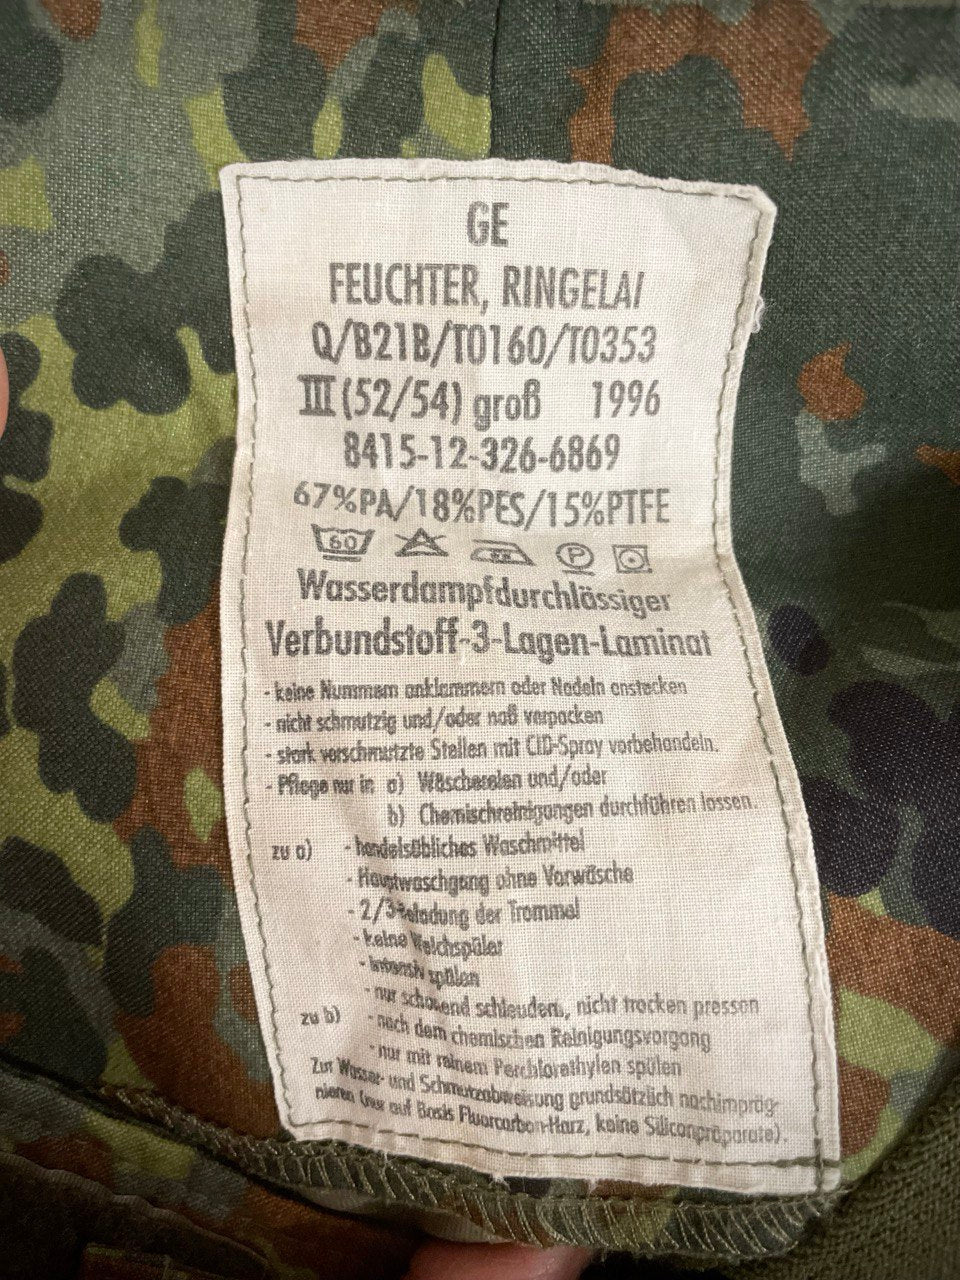 GE
FEUCHTER, RINGELAI
Q/B21B/T0160/T0353
III (52/54) groß 1996
8415-12-326-6869
67%PA/18%PES/15%PTFE
60 P
Wasserdampfdurchlässiger
Verbundstoff-3-Lagen-Laminat
- keine Nummern anklammern oder Nadeln anstecken
- nicht schmutzig und/oder naß verpacken
- stark verschmutzte Stellen mit CID-Spray vorbehandeln.
- Pflege nur in a) Wäschereien und/oder
b) Chemischreinigungen durchführen lassen.
zu a) - handelsübliches Waschmittel
- Hauptwaschgang ohne Vorwäsche
- 2/3-Beladung der Trommel
- keine Weichspüler
- intensiv spülen
- nur schonend schleudern, nicht trocken pressen
zu b) - nach dem chemischen Reinigungsvorgang
- nur mit reinem Perchlorethylen spülen
Zur Wasser- und Schmutzabweisung grundsätzlich nachimpräg-
nieren (nur auf Basis Fluorcarbon-Harz, keine Siliconpräparate).